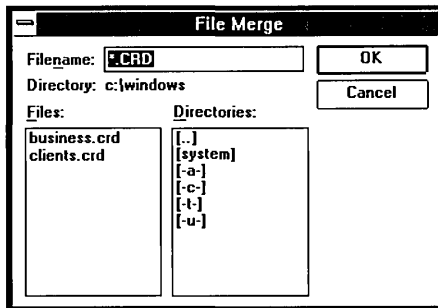 File Merge
Filename: *.CRD
OK
Directory: c:\windows
Cancel
Files:
Directories:
business.crd
clients.crd
[..]
[system]
[-a-]
[-c-]
[-t-]
[-u-]